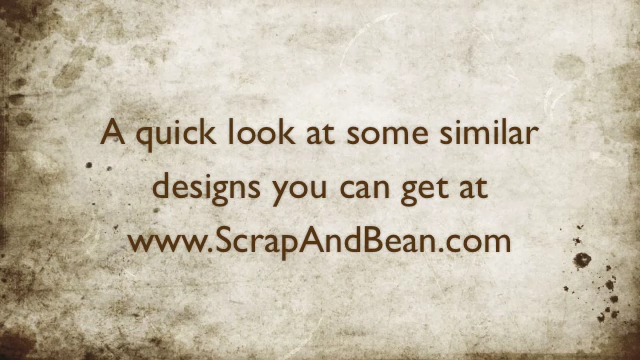 A quick look at some similar
designs you can get at
www.ScrapAndBean.com